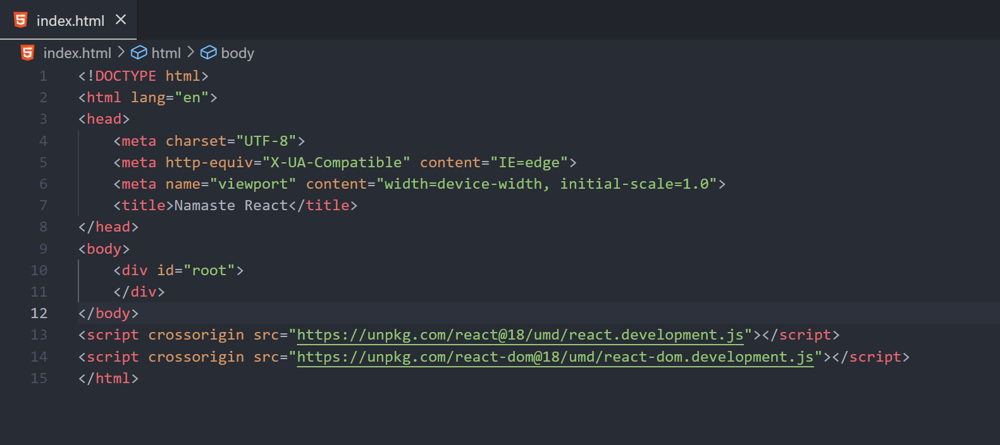 index.html ×
index.html > html > body
1 <!DOCTYPE html>
2 <html lang="en">
3 <head>
4     <meta charset="UTF-8">
5     <meta http-equiv="X-UA-Compatible" content="IE=edge">
6     <meta name="viewport" content="width=device-width, initial-scale=1.0">
7     <title>Namaste React</title>
8 </head>
9 <body>
10     <div id="root">
11     </div>
12 </body>
13 <script crossorigin src="https://unpkg.com/react@18/umd/react.development.js"></script>
14 <script crossorigin src="https://unpkg.com/react-dom@18/umd/react-dom.development.js"></script>
15 </html>